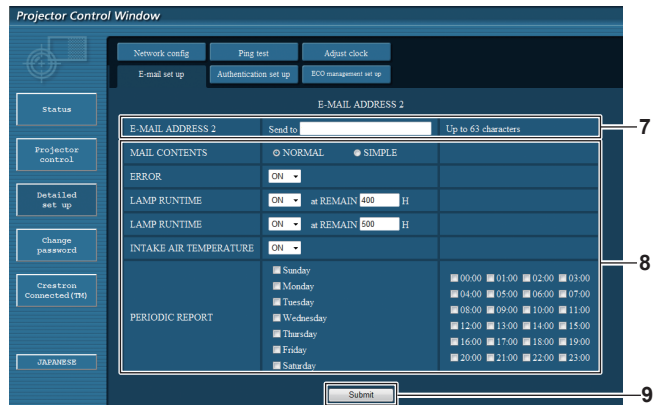 Projector Control Window
Network config
Ping test
Adjust clock
E-mail set up
Authentication set up
ECO management set up
Status
Projector
control
Detailed
set up
Change
password
Crestron
Connected(TM)
JAPANESE
E-MAIL ADDRESS 2
E-MAIL ADDRESS 2 Send to Up to 63 characters
7
MAIL CONTENTS NORMAL SIMPLE
ERROR ON
LAMP RUNTIME ON at REMAIN 400 H
LAMP RUNTIME ON at REMAIN 500 H
INTAKE AIR TEMPERATURE ON
8
PERIODIC REPORT
Sunday
Monday
Tuesday
Wednesday
Thursday
Friday
Saturday
00:00 01:00 02:00 03:00
04:00 05:00 06:00 07:00
08:00 09:00 10:00 11:00
12:00 13:00 14:00 15:00
16:00 17:00 18:00 19:00
20:00 21:00 22:00 23:00
Submit
9